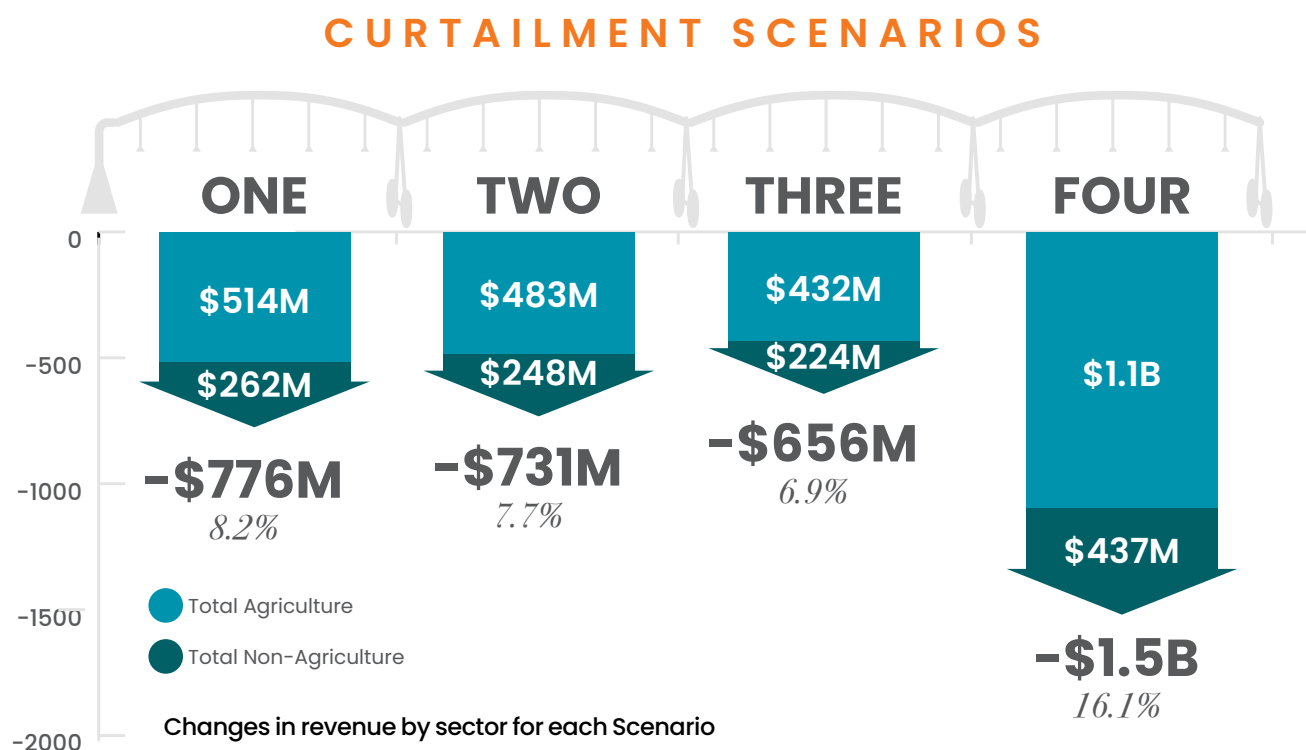 CURTAILMENT SCENARIOS
ONE TWO THREE FOUR
0
$514M $483M $432M
$262M $248M $224M $1.1B
-500
-$776M -$731M -$656M
8.2% 7.7% 6.9%
-1000
$437M
-1500
-$1.5B
16.1%
Total Agriculture
Total Non-Agriculture
Changes in revenue by sector for each Scenario
-2000